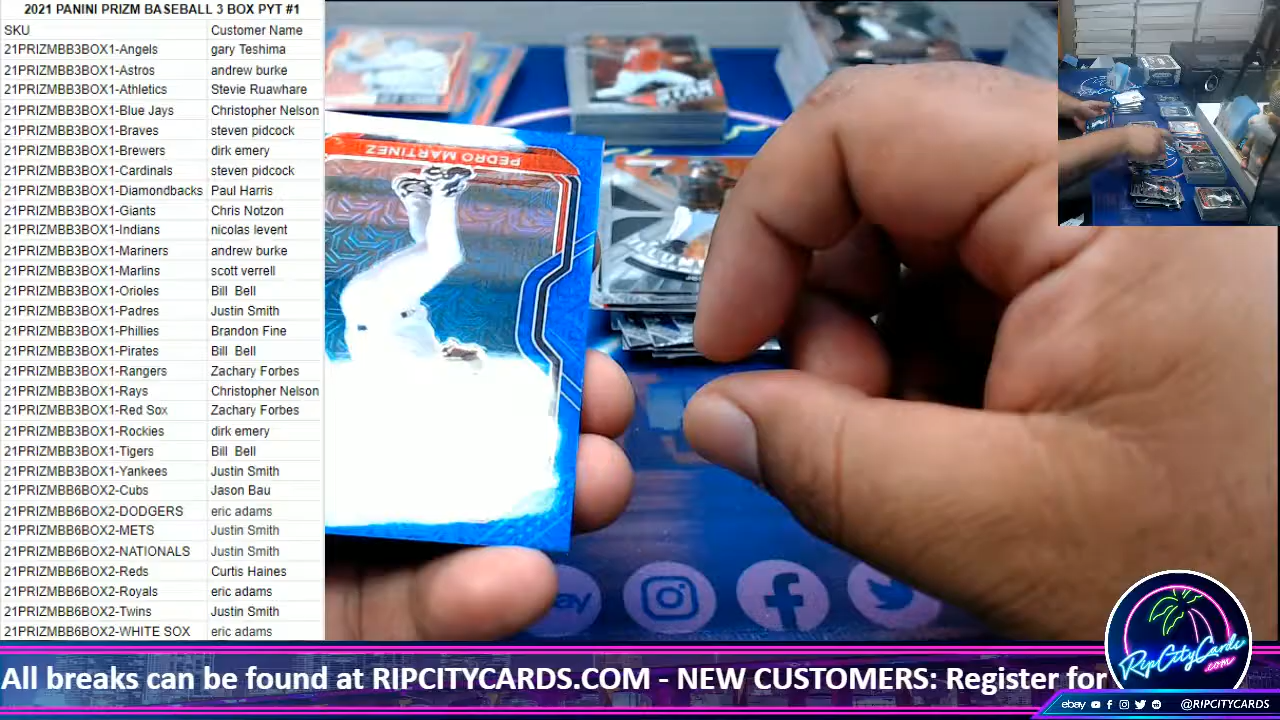 2021 PANINI PRIZM BASEBALL 3 BOX PYT #1
SKU Customer Name
21PRIZMBB3BOX1-Angels gary Teshima
21PRIZMBB3BOX1-Astros andrew burke
21PRIZMBB3BOX1-Athletics Stevie Ruawhare
21PRIZMBB3BOX1-Blue Jays Christopher Nelson
21PRIZMBB3BOX1-Braves steven pidcock
21PRIZMBB3BOX1-Brewers dirk emery
21PRIZMBB3BOX1-Cardinals steven pidcock
21PRIZMBB3BOX1-Diamondbacks Paul Harris
21PRIZMBB3BOX1-Giants Chris Notzon
21PRIZMBB3BOX1-Indians nicolas levent
21PRIZMBB3BOX1-Mariners andrew burke
21PRIZMBB3BOX1-Marlins scott verrell
21PRIZMBB3BOX1-Orioles Bill Bell
21PRIZMBB3BOX1-Padres Justin Smith
21PRIZMBB3BOX1-Phillies Brandon Fine
21PRIZMBB3BOX1-Pirates Bill Bell
21PRIZMBB3BOX1-Rangers Zachary Forbes
21PRIZMBB3BOX1-Rays Christopher Nelson
21PRIZMBB3BOX1-Red Sox Zachary Forbes
21PRIZMBB3BOX1-Rockies dirk emery
21PRIZMBB3BOX1-Tigers Bill Bell
21PRIZMBB3BOX1-Yankees Justin Smith
21PRIZMBB6BOX2-Cubs Jason Bau
21PRIZMBB6BOX2-DODGERS eric adams
21PRIZMBB6BOX2-METS Justin Smith
21PRIZMBB6BOX2-NATIONALS Justin Smith
21PRIZMBB6BOX2-Reds Curtis Haines
21PRIZMBB6BOX2-Royals eric adams
21PRIZMBB6BOX2-Twins Justin Smith
21PRIZMBB6BOX2-WHITE SOX eric adams
PEDRO MARTINEZ
All breaks can be found at RIPCITYCARDS.COM - NEW CUSTOMERS: Register for
RipCityCards
.com
ebay @RIPCITYCARDS